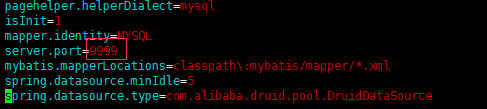 pagehelper.helperDialect=mysql
isInit=1
mapper.identity=MYSQL
server.port=9999
mybatis.mapperLocations=classpath\:mybatis/mapper/*.xml
spring.datasource.minIdle=5
spring.datasource.type=com.alibaba.druid.pool.DruidDataSource